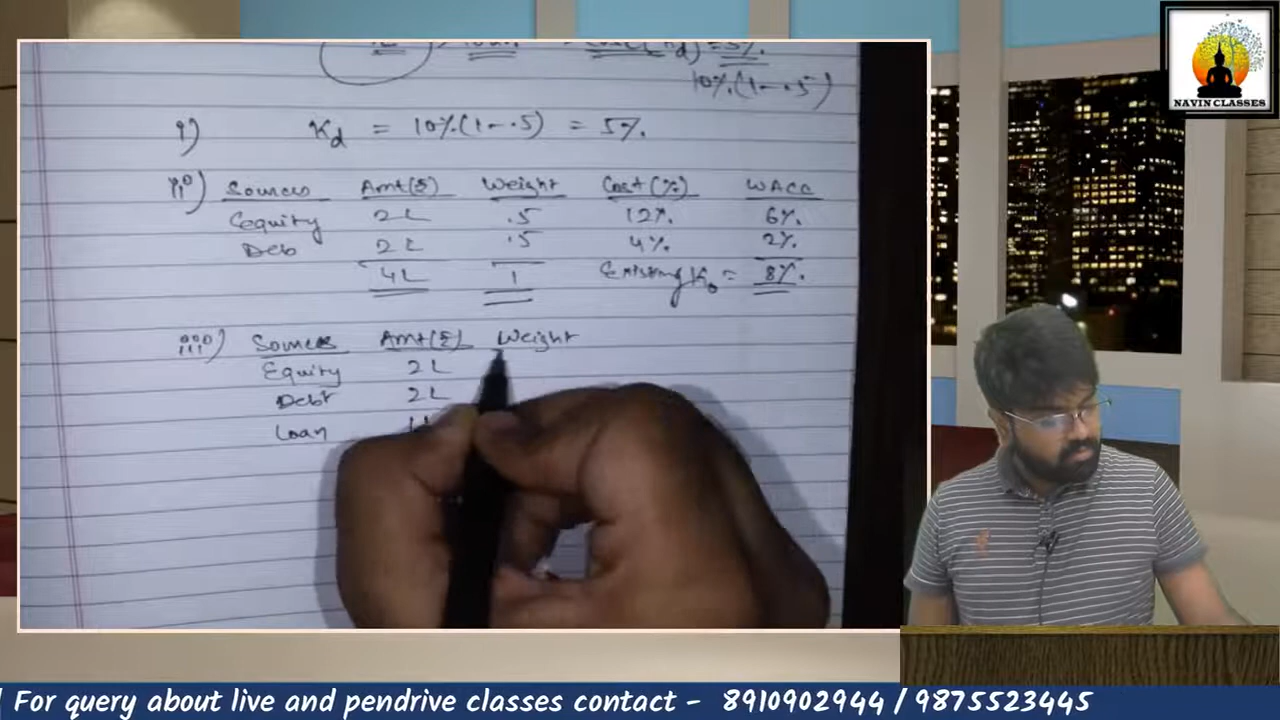 10%(1-.5)
i) Kd = 10%(1-.5) = 5%.
ii) Sources Amt(₹) Weight Cost(%) WACC
Eequity 2L .5 12%. 6%.
Deb 2L .5 4%. 2%.
4L 1 Existing Ko = 8%.
iii) Sources Amt(₹) Weight
Equity 2L
Debt 2L
Loan
NAVIN CLASSES
For query about live and pendrive classes contact - 8910902944 / 9875523445